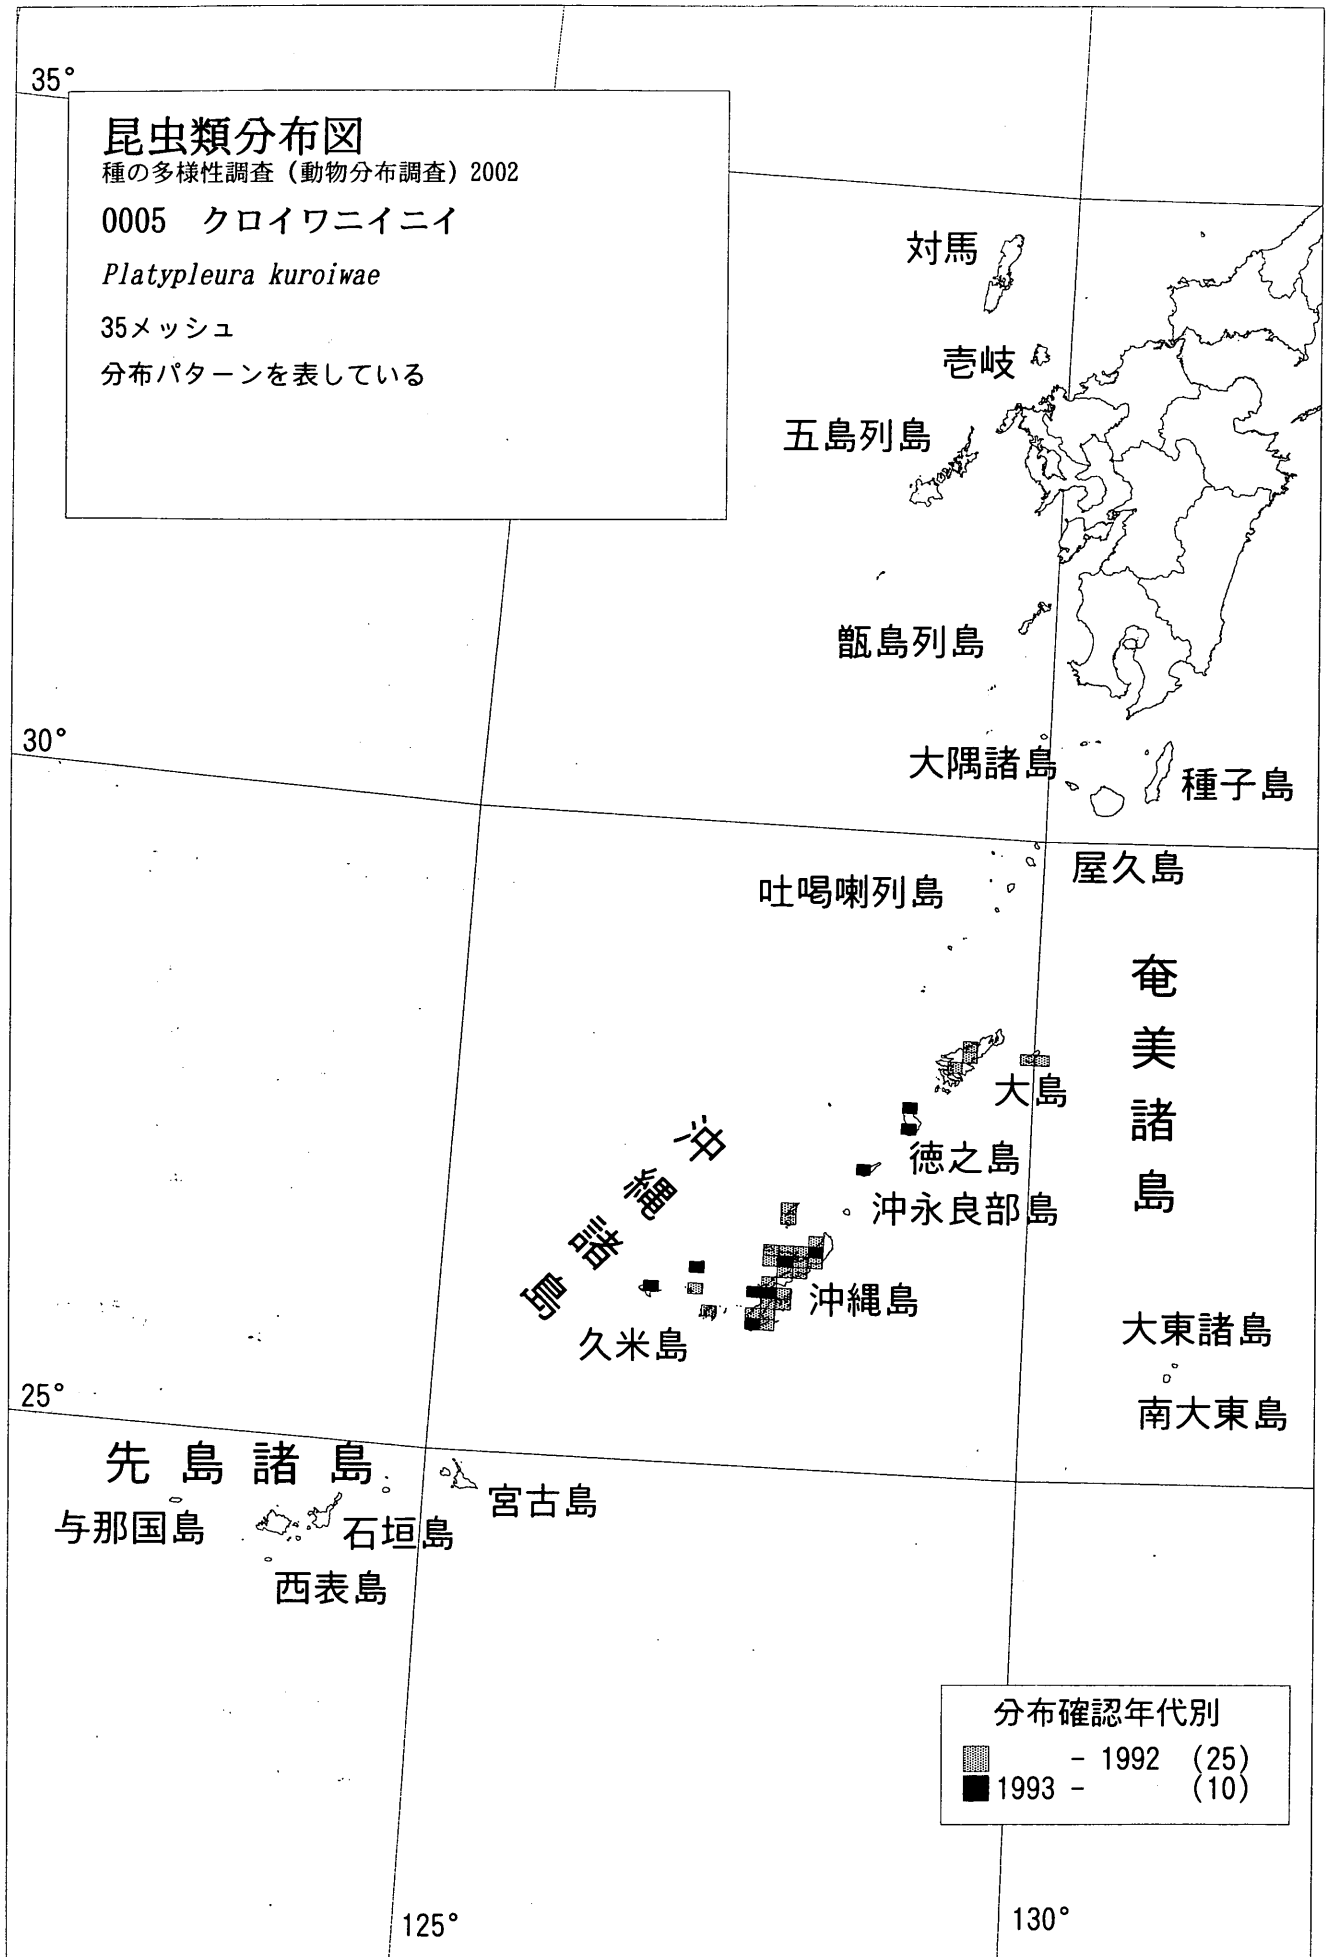 35°
昆虫類分布図
種の多様性調査（動物分布調査）2002
0005　クロイワニイニイ
Platypleura kuroiwae
35メッシュ
分布パターンを表している
対馬
壱岐
五島列島
甑島列島
30°
大隅諸島
種子島
屋久島
吐喝喇列島
奄美諸島
大島
徳之島
沖永良部島
沖縄諸島
沖縄島
久米島
大東諸島
南大東島
25°
先島諸島
宮古島
与那国島
石垣島
西表島
分布確認年代別
- 1992 (25)
1993 - (10)
125°
130°